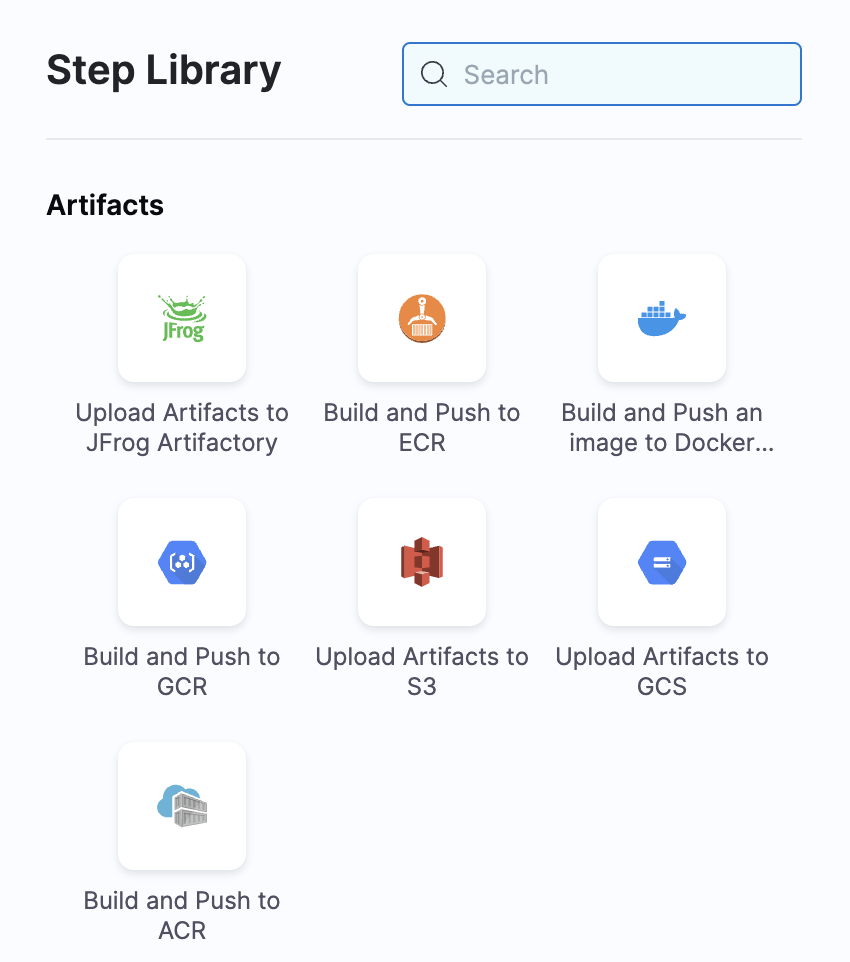 Step Library
Search
Artifacts
JFrog
Upload Artifacts to
JFrog Artifactory
Build and Push to
ECR
Build and Push an
image to Docker...
Build and Push to
GCR
Upload Artifacts to
S3
Upload Artifacts to
GCS
Build and Push to
ACR